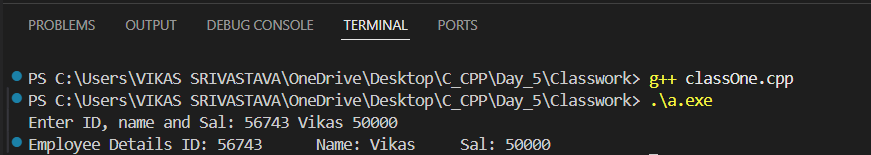 PROBLEMS OUTPUT DEBUG CONSOLE TERMINAL PORTS
PS C:\Users\VIKAS SRIVASTAVA\OneDrive\Desktop\C_CPP\Day_5\Classwork> g++ classOne.cpp
PS C:\Users\VIKAS SRIVASTAVA\OneDrive\Desktop\C_CPP\Day_5\Classwork> .\a.exe
Enter ID, name and Sal: 56743 Vikas 50000
Employee Details ID: 56743 Name: Vikas Sal: 50000